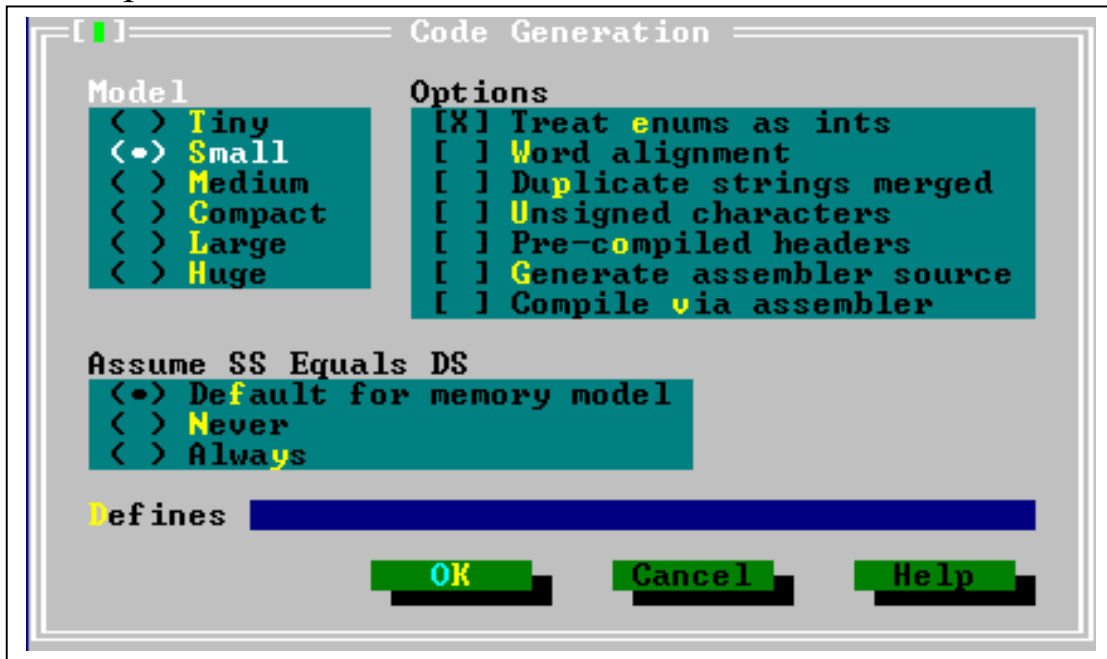 [▮] Code Generation
Model
( ) Tiny
(•) Small
( ) Medium
( ) Compact
( ) Large
( ) Huge
Options
[X] Treat enums as ints
[ ] Word alignment
[ ] Duplicate strings merged
[ ] Unsigned characters
[ ] Pre-compiled headers
[ ] Generate assembler source
[ ] Compile via assembler
Assume SS Equals DS
(•) Default for memory model
( ) Never
( ) Always
Defines
OK Cancel Help